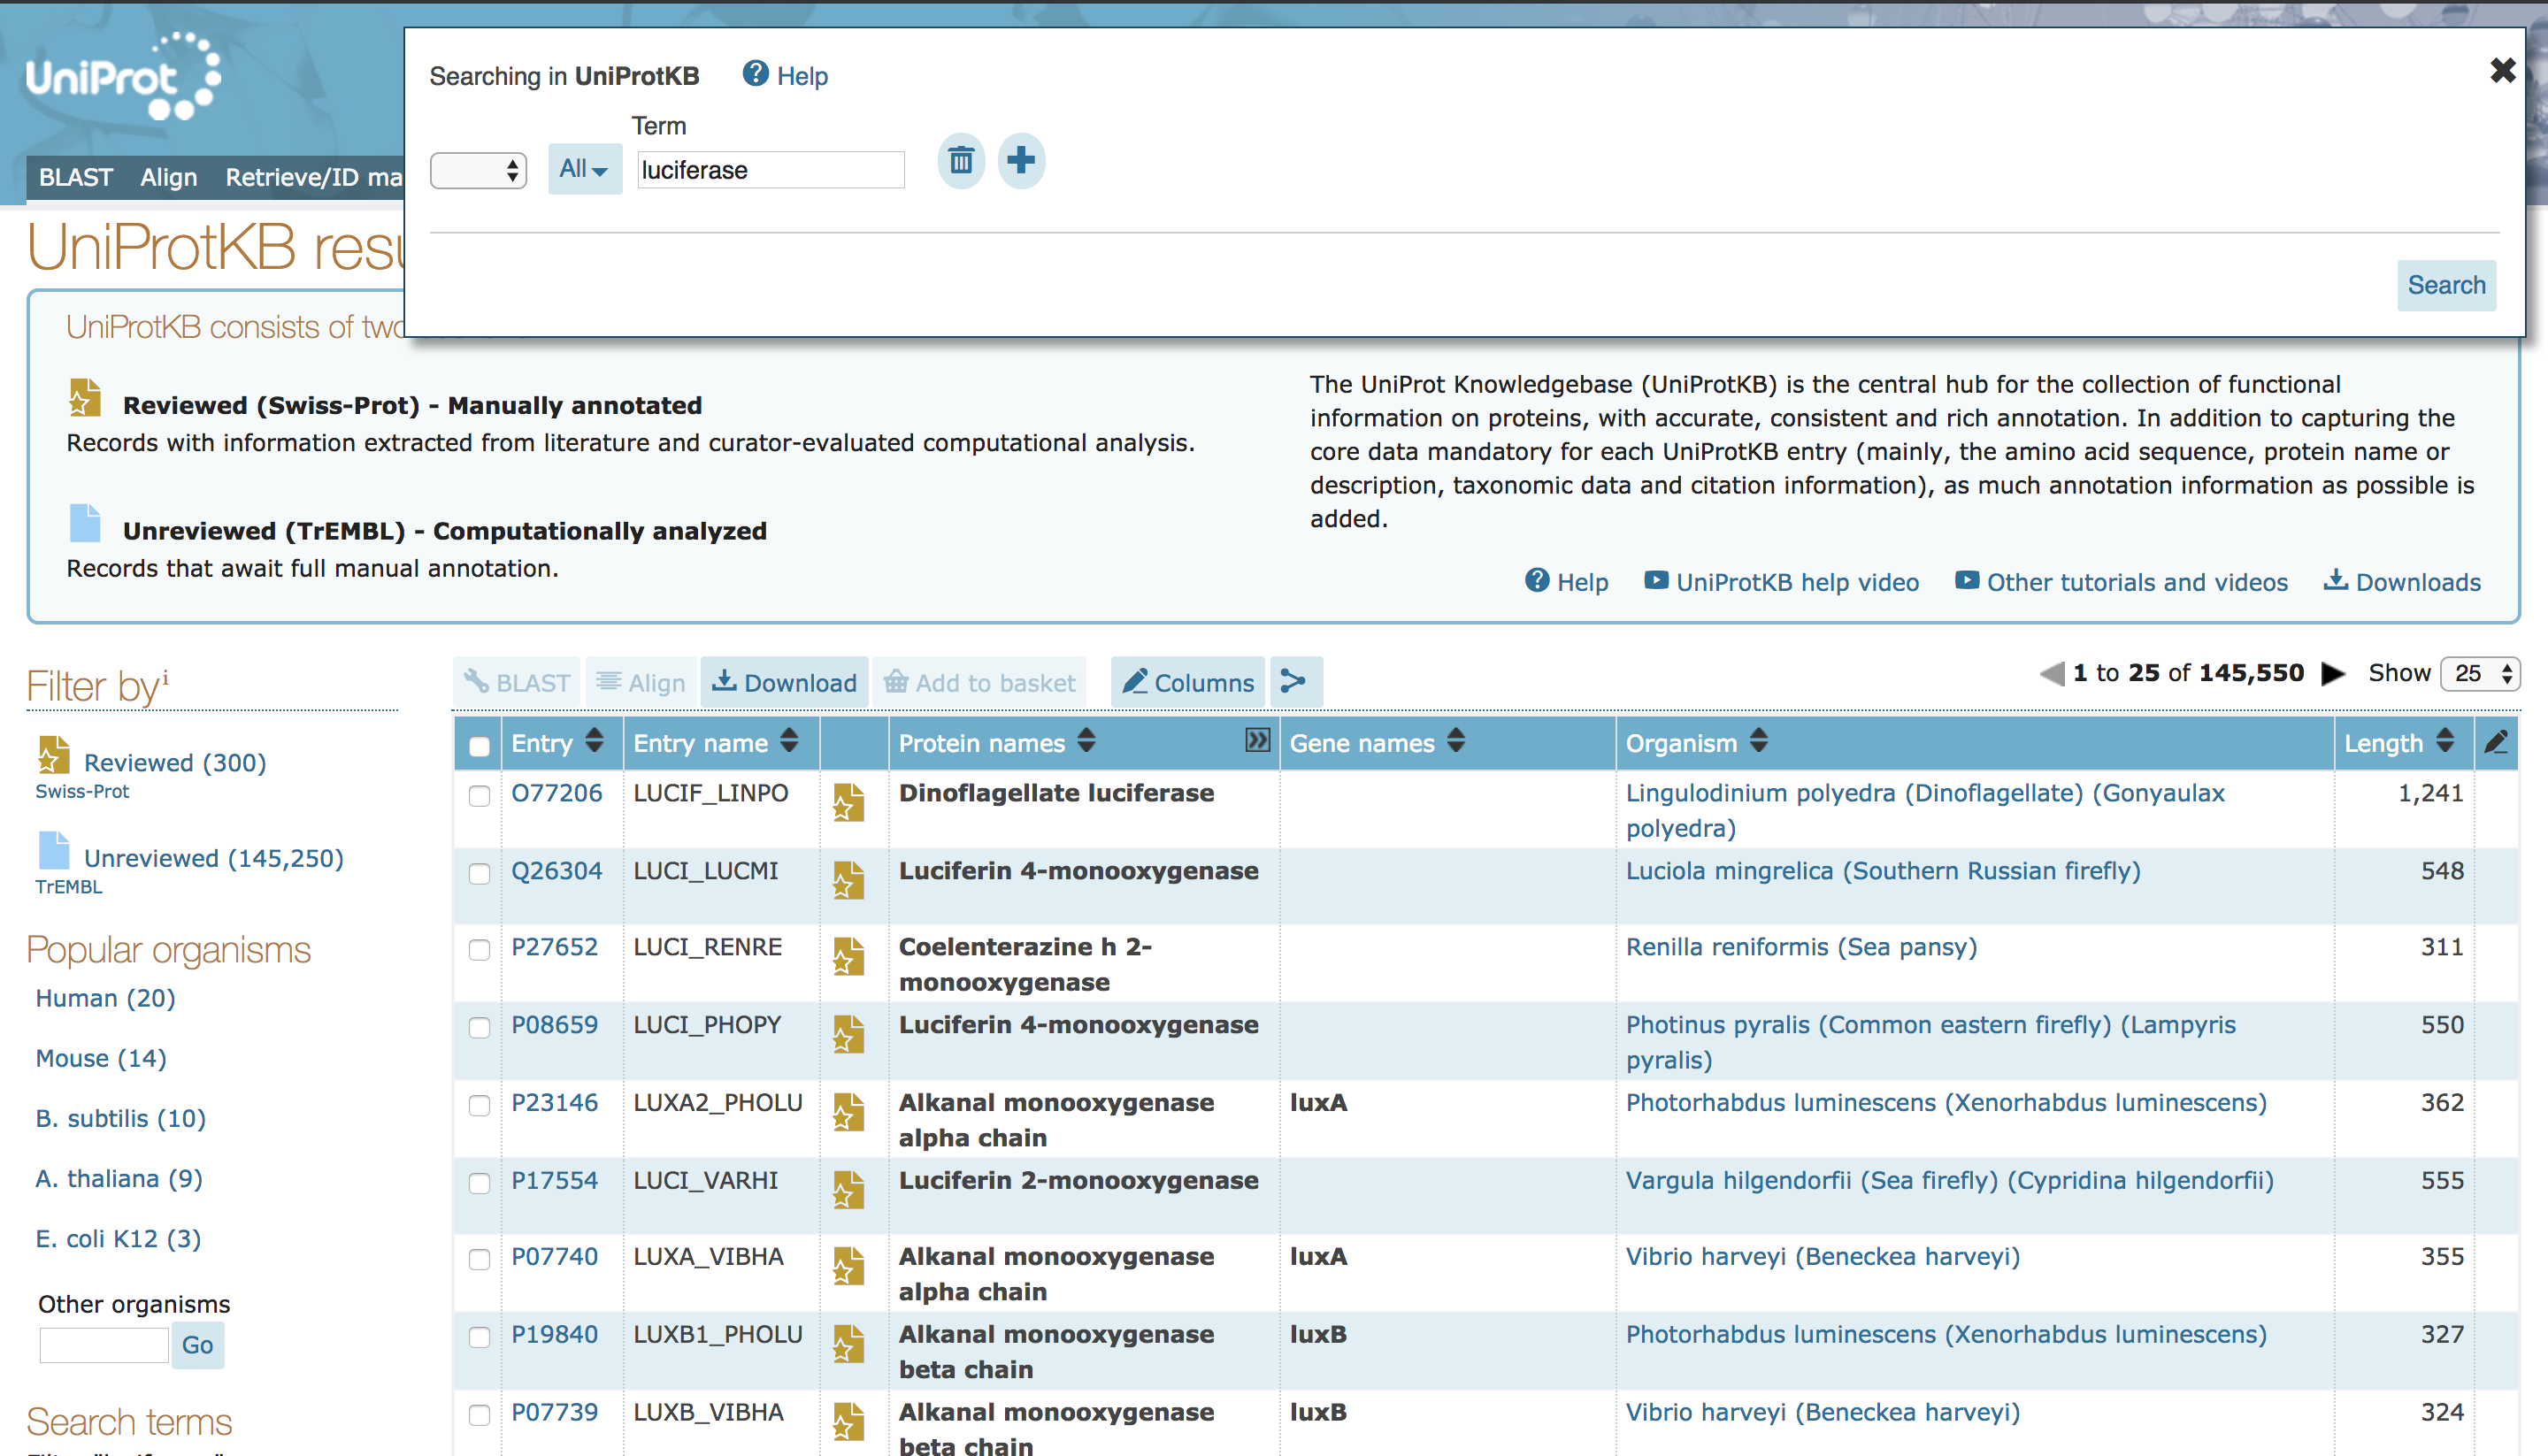 UniProt
Searching in UniProtKB Help
Term
All luciferase
BLAST Align Retrieve/ID ma
Search
UniProtKB resu
UniProtKB consists of two
Reviewed (Swiss-Prot) - Manually annotated
Records with information extracted from literature and curator-evaluated computational analysis.
Unreviewed (TrEMBL) - Computationally analyzed
Records that await full manual annotation.
The UniProt Knowledgebase (UniProtKB) is the central hub for the collection of functional
information on proteins, with accurate, consistent and rich annotation. In addition to capturing the
core data mandatory for each UniProtKB entry (mainly, the amino acid sequence, protein name or
description, taxonomic data and citation information), as much annotation information as possible is
added.
Help UniProtKB help video Other tutorials and videos Downloads
Filter by i
Reviewed (300)
Swiss-Prot
Unreviewed (145,250)
TrEMBL
Popular organisms
Human (20)
Mouse (14)
B. subtilis (10)
A. thaliana (9)
E. coli K12 (3)
Other organisms
Go
Search terms
BLAST Align Download Add to basket Columns 1 to 25 of 145,550 Show 25
Entry Entry name Protein names Gene names Organism Length
O77206 LUCIF_LINPO Dinoflagellate luciferase Lingulodinium polyedra (Dinoflagellate) (Gonyaulax 1,241
polyedra)
Q26304 LUCI_LUCMI Luciferin 4-monooxygenase Luciola mingrelica (Southern Russian firefly) 548
P27652 LUCI_RENRE Coelenterazine h 2- Renilla reniformis (Sea pansy) 311
monooxygenase
P08659 LUCI_PHOPY Luciferin 4-monooxygenase Photinus pyralis (Common eastern firefly) (Lampyris 550
pyralis)
P23146 LUXA2_PHOLU Alkanal monooxygenase luxA Photorhabdus luminescens (Xenorhabdus luminescens) 362
alpha chain
P17554 LUCI_VARHI Luciferin 2-monooxygenase Vargula hilgendorfii (Sea firefly) (Cypridina hilgendorfii) 555
P07740 LUXA_VIBHA Alkanal monooxygenase luxA Vibrio harveyi (Beneckea harveyi) 355
alpha chain
P19840 LUXB1_PHOLU Alkanal monooxygenase luxB Photorhabdus luminescens (Xenorhabdus luminescens) 327
beta chain
P07739 LUXB_VIBHA Alkanal monooxygenase luxB Vibrio harveyi (Beneckea harveyi) 324
beta chain